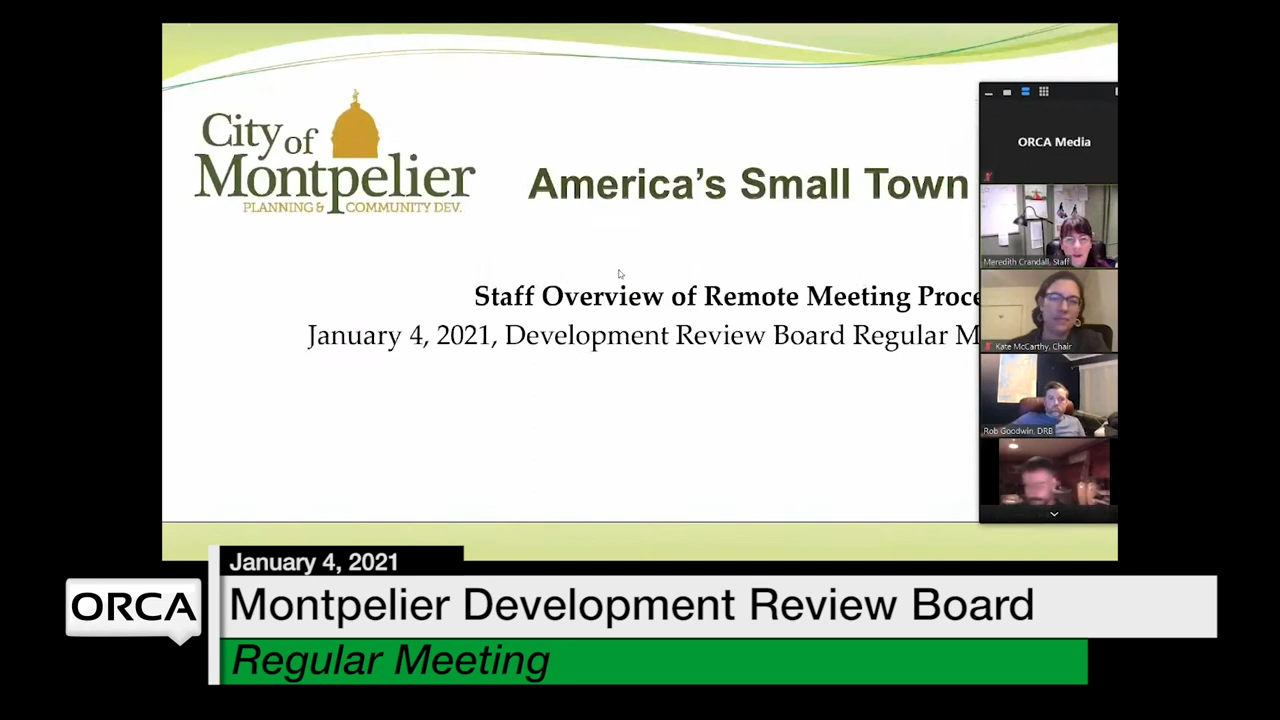 City of
Montpelier
PLANNING & COMMUNITY DEV.
America's Small Town
Staff Overview of Remote Meeting Proce
January 4, 2021, Development Review Board Regular M
ORCA Media
Meredith Crandall, Staff
Kate McCarthy, Chair
Rob Goodwin, DRB
January 4, 2021
ORCA
Montpelier Development Review Board
Regular Meeting